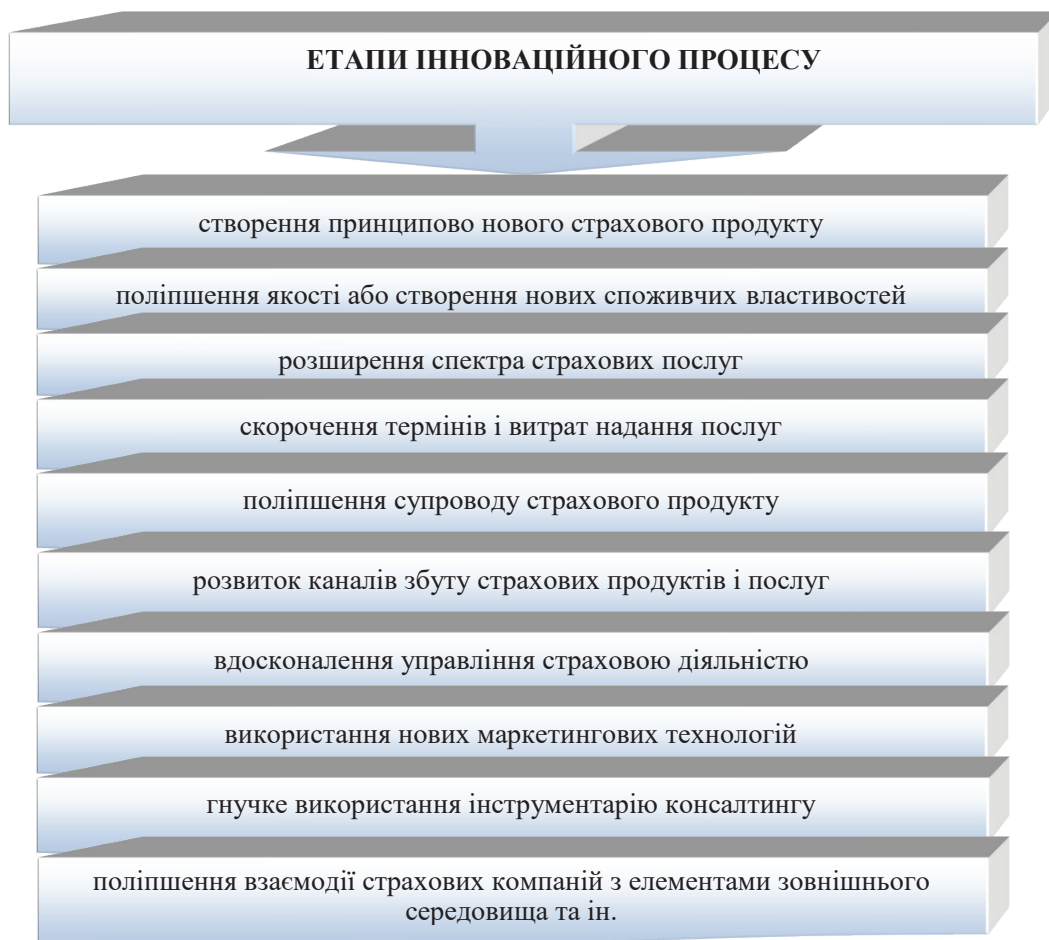 ЕТАПИ ІННОВАЦІЙНОГО ПРОЦЕСУ
створення принципово нового страхового продукту
поліпшення якості або створення нових споживчих властивостей
розширення спектра страхових послуг
скорочення термінів і витрат надання послуг
поліпшення супроводу страхового продукту
розвиток каналів збуту страхових продуктів і послуг
вдосконалення управління страховою діяльністю
використання нових маркетингових технологій
гнучке використання інструментарію консалтингу
поліпшення взаємодії страхових компаній з елементами зовнішнього
середовища та ін.